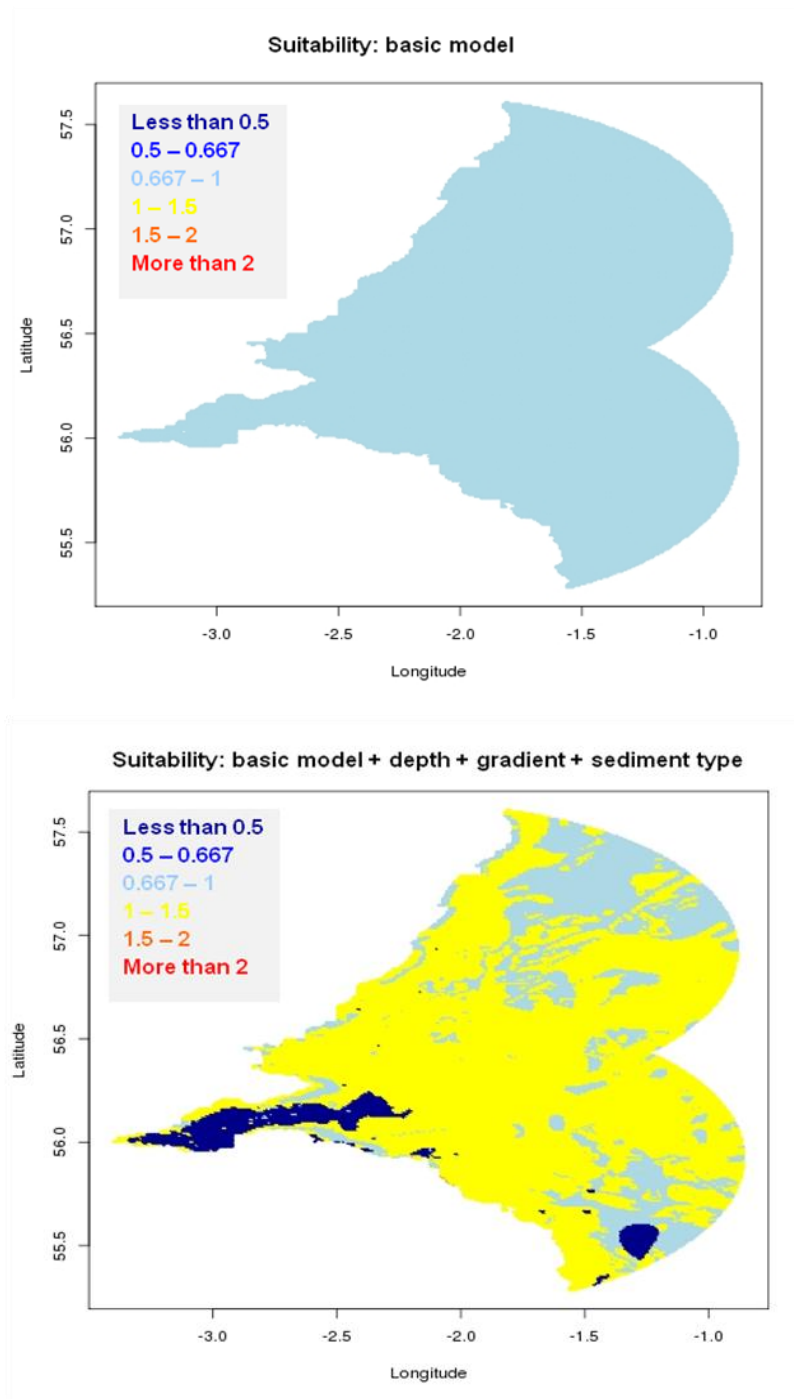 Suitability: basic model
Less than 0.5
0.5 – 0.667
0.667 – 1
1 – 1.5
1.5 – 2
More than 2
57.5
57.0
56.5
56.0
55.5
Latitude
-3.0 -2.5 -2.0 -1.5 -1.0
Longitude
Suitability: basic model + depth + gradient + sediment type
Less than 0.5
0.5 – 0.667
0.667 – 1
1 – 1.5
1.5 – 2
More than 2
57.5
57.0
56.5
56.0
55.5
Latitude
-3.0 -2.5 -2.0 -1.5 -1.0
Longitude